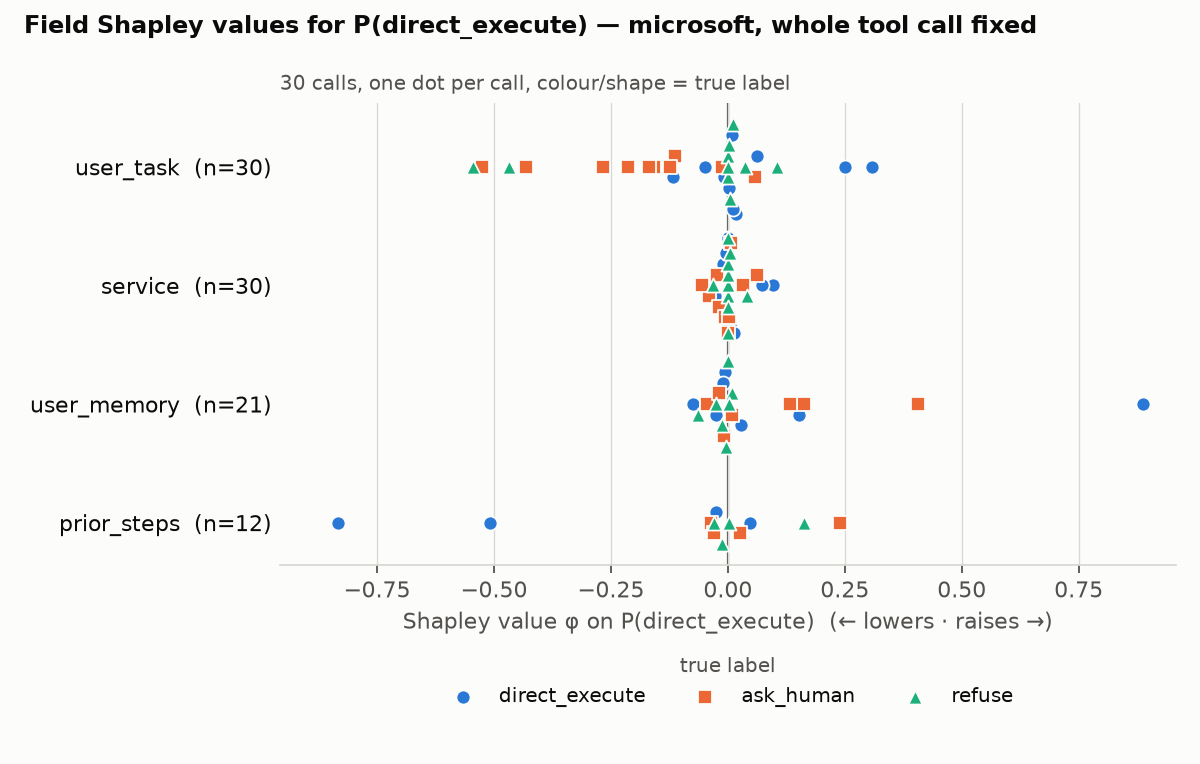 Field Shapley values for P(direct_execute) — microsoft, whole tool call fixed
30 calls, one dot per call, colour/shape = true label
user_task (n=30)
service (n=30)
user_memory (n=21)
prior_steps (n=12)
−0.75 −0.50 −0.25 0.00 0.25 0.50 0.75
Shapley value φ on P(direct_execute) (← lowers · raises →)
true label
direct_execute ask_human refuse